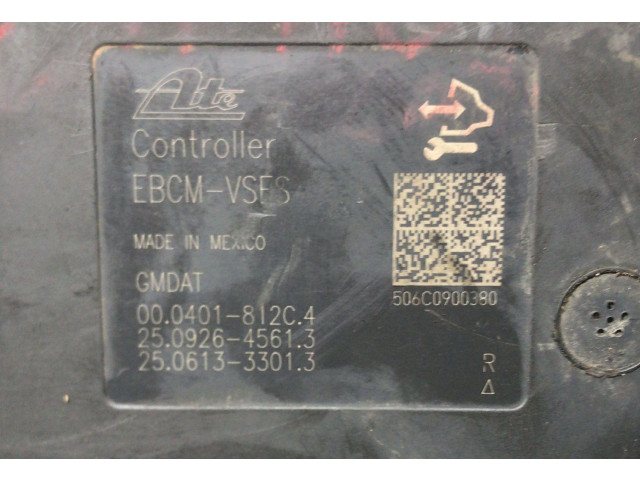 Ate
Controller
EBCM-VSES
MADE IN MEXICO
GMDAT
00.0401-812C.4
25.0926-4561.3
25.0613-3301.3
506C0900380
R
Δ